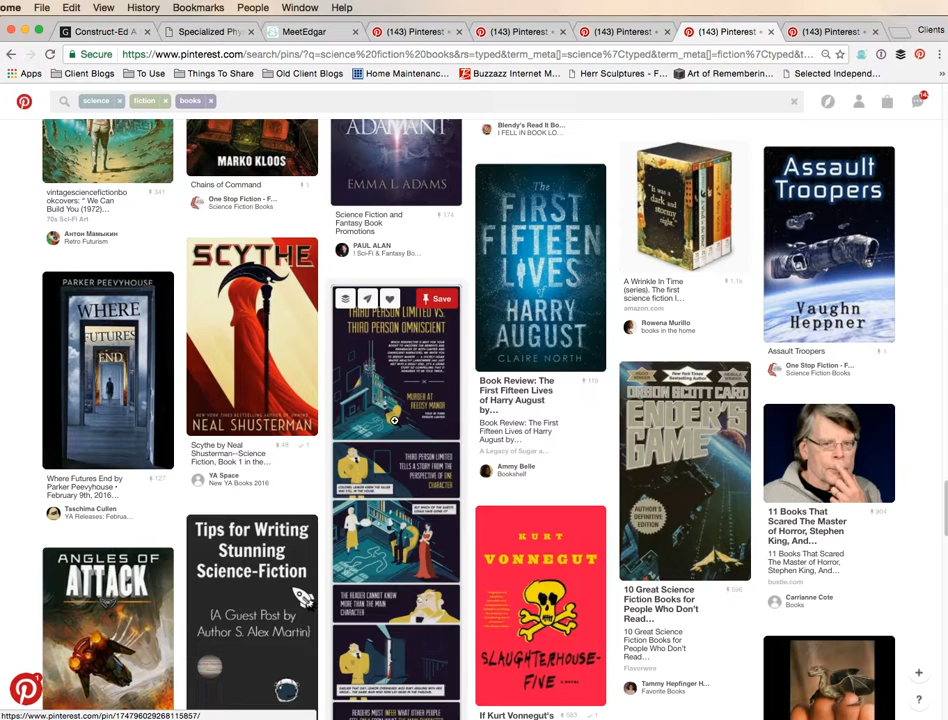 ome File Edit View History Bookmarks People Window Help
Construct-Ed A
Specialized Phy
MeetEdgar
(143) Pinterest
(143) Pinterest
(143) Pinterest
(143) Pinterest
(143) Pinterest
Clients
Secure https://www.pinterest.com/search/pins/?q=science%20fiction%20books&rs=typed&term_meta[]=science%7Ctyped&term_meta[]=fiction%7Ctyped&t...
Apps Client Blogs To Use Things To Share Old Client Blogs Home Maintenanc... Buzzazz Internet M... Herr Sculptures - F... Art of Rememberin... Selected Independ...
science × fiction × books ×
vintagesciencefictionbo
okcovers: “ We Can
Build You (1972)...
541
70s Sci-Fi Art
Антон Мамыкин
Retro Futurism
PARKER PEEVYHOUSE
WHERE
FUTURES
END
Where Futures End by
Parker Peevyhouse •
February 9th, 2016...
127
Taschima Cullen
YA Releases: Februa...
ANGLES OF
ATTACK
MARKO KLOOS
Chains of Command
1
One Stop Fiction - F...
Science Fiction Books
SCYTHE
NEAL SHUSTERMAN
Scythe by Neal
Shusterman--Science
Fiction, Book 1 in the...
YA Space
New YA Books 2016
Tips for Writing
Stunning
Science-Fiction
(A Guest Post by
Author S. Alex Martin)
ADAMANT
EMMA L. ADAMS
Science Fiction and
Fantasy Book
Promotions
174
PAUL ALAN
! Sci-Fi & Fantasy Bo...
Save
THIRD PERSON LIMITED VS.
THIRD PERSON OMNISCIENT
MURDER AT
THIRD PERSON LIMITED
TELLS A STORY FROM THE
PERSPECTIVE OF ONE
CHARACTER.
THE READER CANNOT KNOW
MORE THAN THE MAIN
CHARACTER
READERS MUST INFER WHAT OTHER PEOPLE
Blendy's Read It Bo...
I FELL IN BOOK LO...
The
FIRST
FIFTEEN
LIVES
OF
HARRY
AUGUST
CLAIRE NORTH
Book Review: The
First Fifteen Lives
of Harry August
by...
119
Book Review: The First
Fifteen Lives of Harry
August by...
A Legacy of Sugar a...
Ammy Belle
Bookshelf
KURT
VONNEGUT
SLAUGHTERHOUSE-
FIVE
A NOVEL
If Kurt Vonnegut's
583
1
"It was a
dark and
stormy
night."
A Wrinkle In Time
(series). The first
science fiction l...
1.1k
amazon.com
Rowena Murillo
books in the home
New York Times
ORSON SCOTT CARD
ENDER'S
GAME
AUTHOR'S
DEFINITIVE
EDITION
10 Great Science
Fiction Books for
People Who Don't
Read...
596
10 Great Science
Fiction Books for
People Who Don't
Read...
Flavorwire
Tammy Hepfinger H...
Favorite Books
Assault
Troopers
Vaughn
Heppner
Assault Troopers
1
One Stop Fiction - F...
Science Fiction Books
11 Books That
Scared The Master
of Horror, Stephen
King, And...
904
11 Books That Scared
The Master of Horror,
Stephen King, And...
bustle.com
Carrianne Cote
Books
+
?
https://www.pinterest.com/pin/174796029268115857/